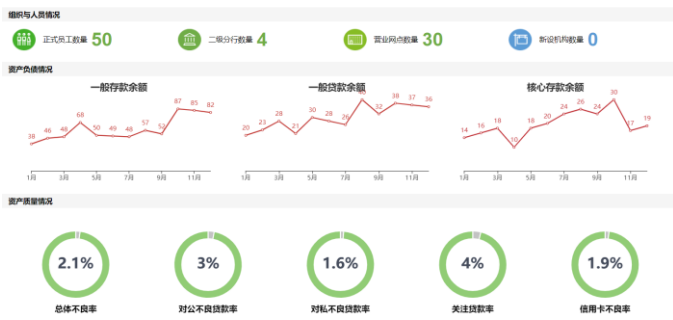 组织与人员情况
正式员工数量 50 二级分行数量 4 营业网点数量 30 新设机构数量 0
资产负债情况
一般存款余额 一般贷款余额 核心存款余额
38 46 48 68 50 49 48 57 52 87 85 82
1月 3月 5月 7月 9月 11月
20 23 28 21 30 28 26 32 38 37 36
1月 3月 5月 7月 9月 11月
14 16 18 10 18 20 24 26 24 30 17 19
1月 3月 5月 7月 9月 11月
资产质量情况
2.1% 3% 1.6% 4% 1.9%
总体不良率 对公不良贷款率 对私不良贷款率 关注贷款率 信用卡不良率